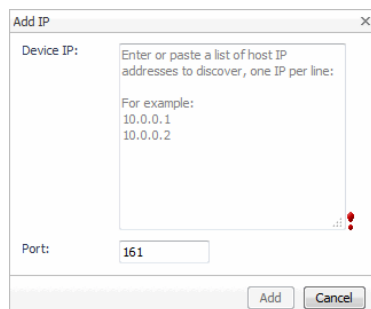 Add IP
Device IP:
Enter or paste a list of host IP
addresses to discover, one IP per line:
For example:
10.0.0.1
10.0.0.2
Port:
161
Add
Cancel